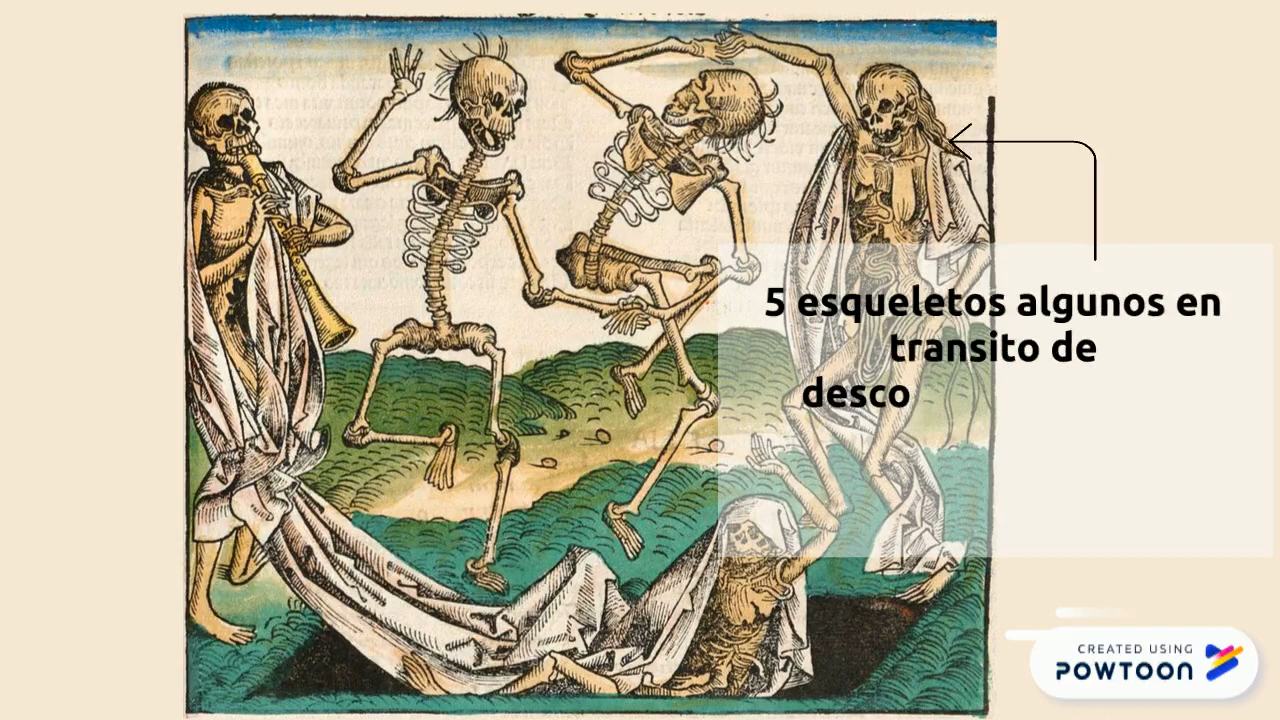 5 esqueletos algunos en
transito de
desco
CREATED USING
POWTOON